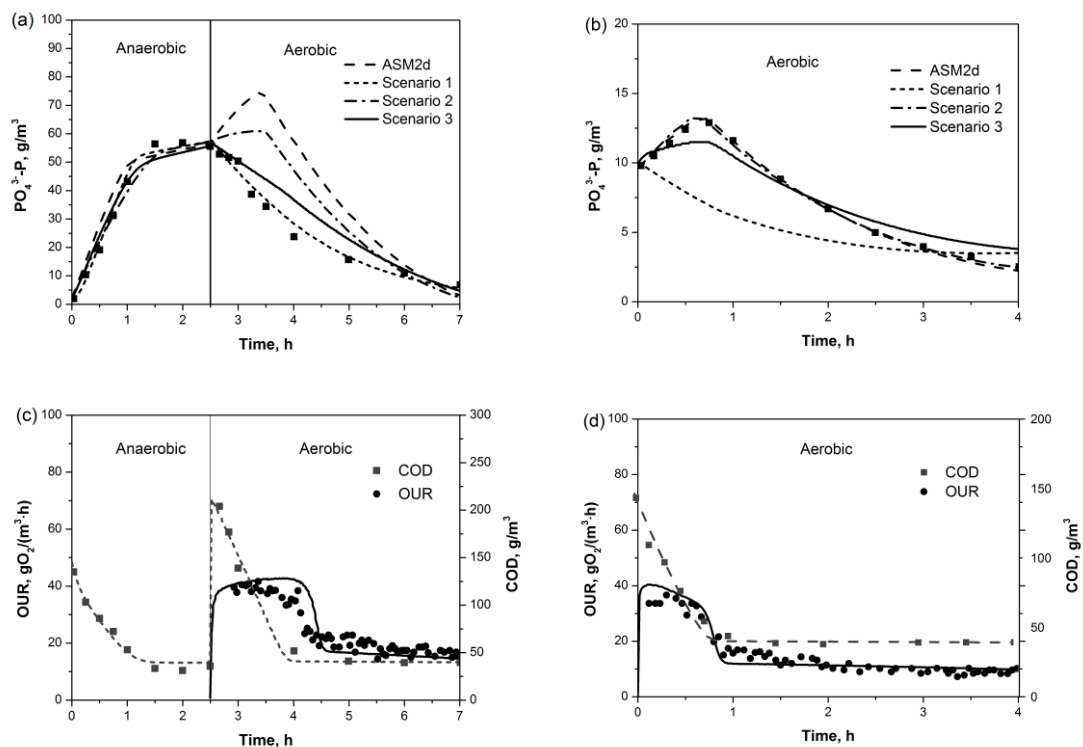 (a)
Anaerobic
Aerobic
ASM2d
Scenario 1
Scenario 2
Scenario 3
PO₄³⁻-P, g/m³
100
90
80
70
60
50
40
30
20
10
0
0 1 2 3 4 5 6 7
Time, h
(b)
Aerobic
ASM2d
Scenario 1
Scenario 2
Scenario 3
PO₄³⁻-P, g/m³
20
15
10
5
0
0 1 2 3 4
Time, h
(c)
Anaerobic
Aerobic
COD
OUR
OUR, gO₂/(m³·h)
100
80
60
40
20
0
COD, g/m³
300
250
200
150
100
50
0
0 1 2 3 4 5 6 7
Time, h
(d)
Aerobic
COD
OUR
OUR, gO₂/(m³·h)
100
80
60
40
20
0
COD, g/m³
200
150
100
50
0
0 1 2 3 4
Time, h